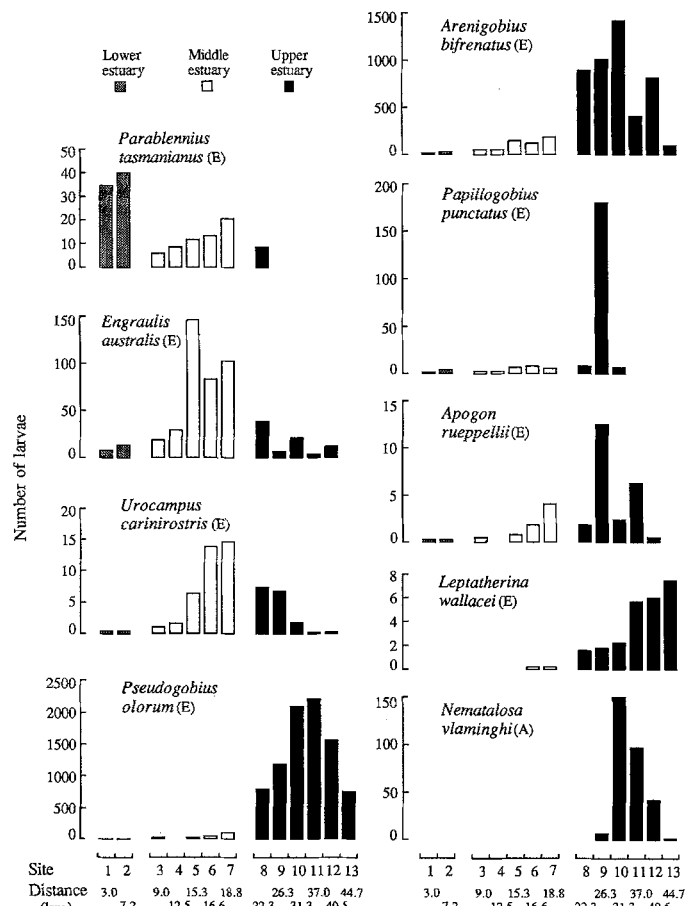 Lower estuary
Middle estuary
Upper estuary
Number of larvae
Parablennius
tasmanianus (E)
50
40
30
20
10
0
Engraulis
australis (E)
150
100
50
0
Urocampus
carinirostris (E)
20
15
10
5
0
Pseudogobius
olorum (E)
2500
2000
1500
1000
500
0
Arenigobius
bifrenatus (E)
1500
1000
500
0
Papillogobius
punctatus (E)
200
150
100
50
0
Apogon
rueppellii (E)
15
10
5
0
Leptatherina
wallacei (E)
8
6
4
2
0
Nematalosa
vlaminghi (A)
150
100
50
0
Site 1 2 3 4 5 6 7 8 9 10 11 12 13 1 2 3 4 5 6 7 8 9 10 11 12 13
Distance 3.0 9.0 15.3 18.8 26.3 37.0 44.7 3.0 9.0 15.3 18.8 26.3 37.0 44.7